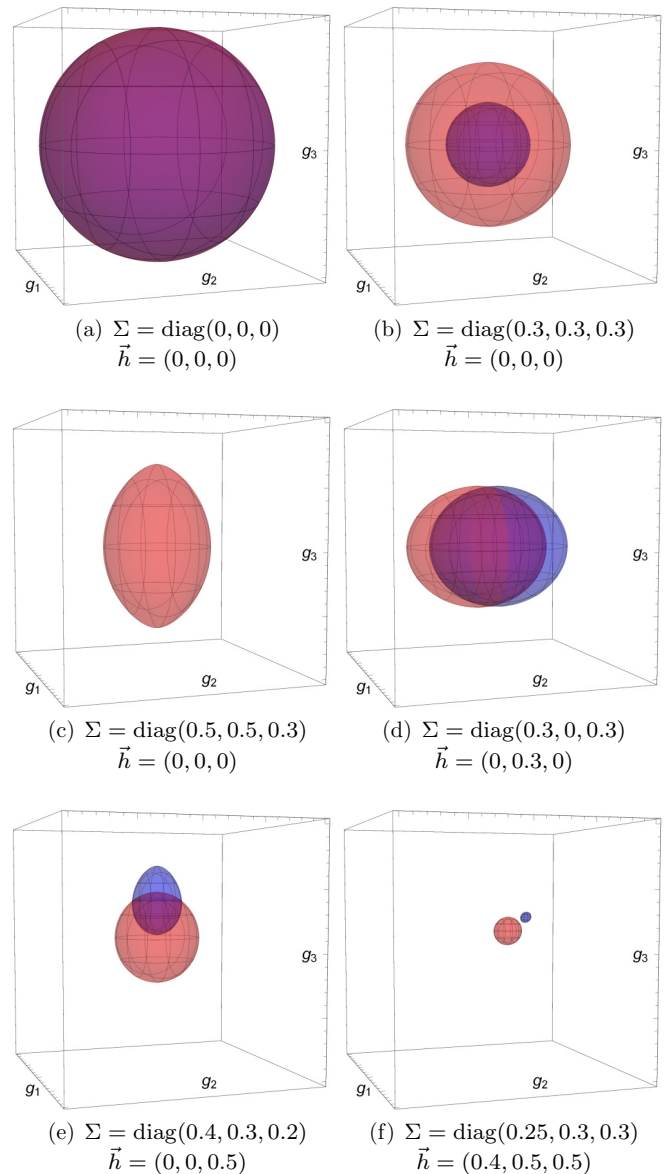 g₃
g₁
g₂
g₃
g₁
g₂
(a) Σ = diag(0, 0, 0)
h⃗ = (0, 0, 0)
(b) Σ = diag(0.3, 0.3, 0.3)
h⃗ = (0, 0, 0)
g₃
g₁
g₂
g₃
g₁
g₂
(c) Σ = diag(0.5, 0.5, 0.3)
h⃗ = (0, 0, 0)
(d) Σ = diag(0.3, 0, 0.3)
h⃗ = (0, 0.3, 0)
g₃
g₁
g₂
g₃
g₁
g₂
(e) Σ = diag(0.4, 0.3, 0.2)
h⃗ = (0, 0, 0.5)
(f) Σ = diag(0.25, 0.3, 0.3)
h⃗ = (0.4, 0.5, 0.5)